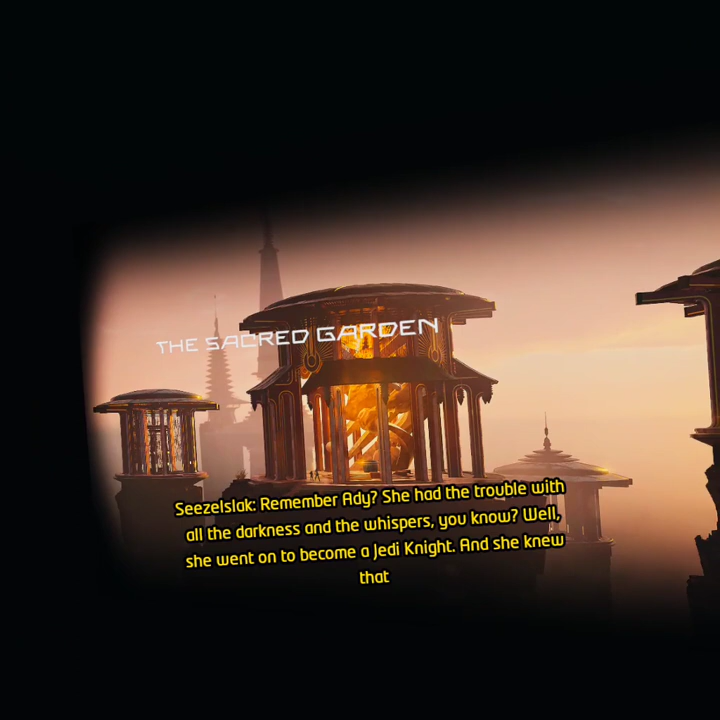 THE SACRED GARDEN
Seezelslak: Remember Ady? She had the trouble with
all the darkness and the whispers, you know? Well,
she went on to become a Jedi Knight. And she knew
that